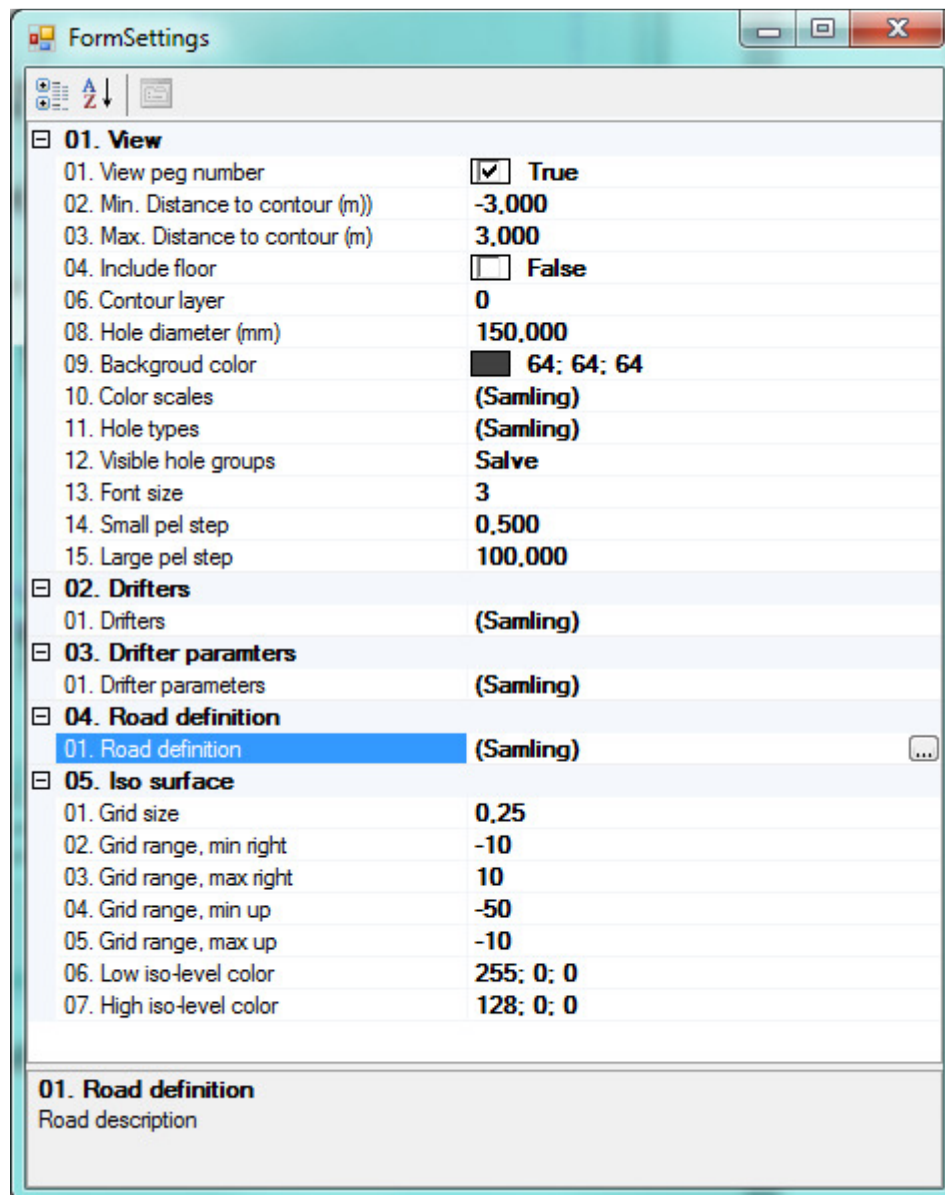 FormSettings
01. View
01. View peg number True
02. Min. Distance to contour (m)) -3,000
03. Max. Distance to contour (m) 3,000
04. Include floor False
06. Contour layer 0
08. Hole diameter (mm) 150,000
09. Backgroud color 64; 64; 64
10. Color scales (Samling)
11. Hole types (Samling)
12. Visible hole groups Salve
13. Font size 3
14. Small pel step 0,500
15. Large pel step 100,000
02. Drifters
01. Drifters (Samling)
03. Drifter paramters
01. Drifter parameters (Samling)
04. Road definition
01. Road definition (Samling) ...
05. Iso surface
01. Grid size 0,25
02. Grid range, min right -10
03. Grid range, max right 10
04. Grid range, min up -50
05. Grid range, max up -10
06. Low iso-level color 255; 0; 0
07. High iso-level color 128; 0; 0
01. Road definition
Road description